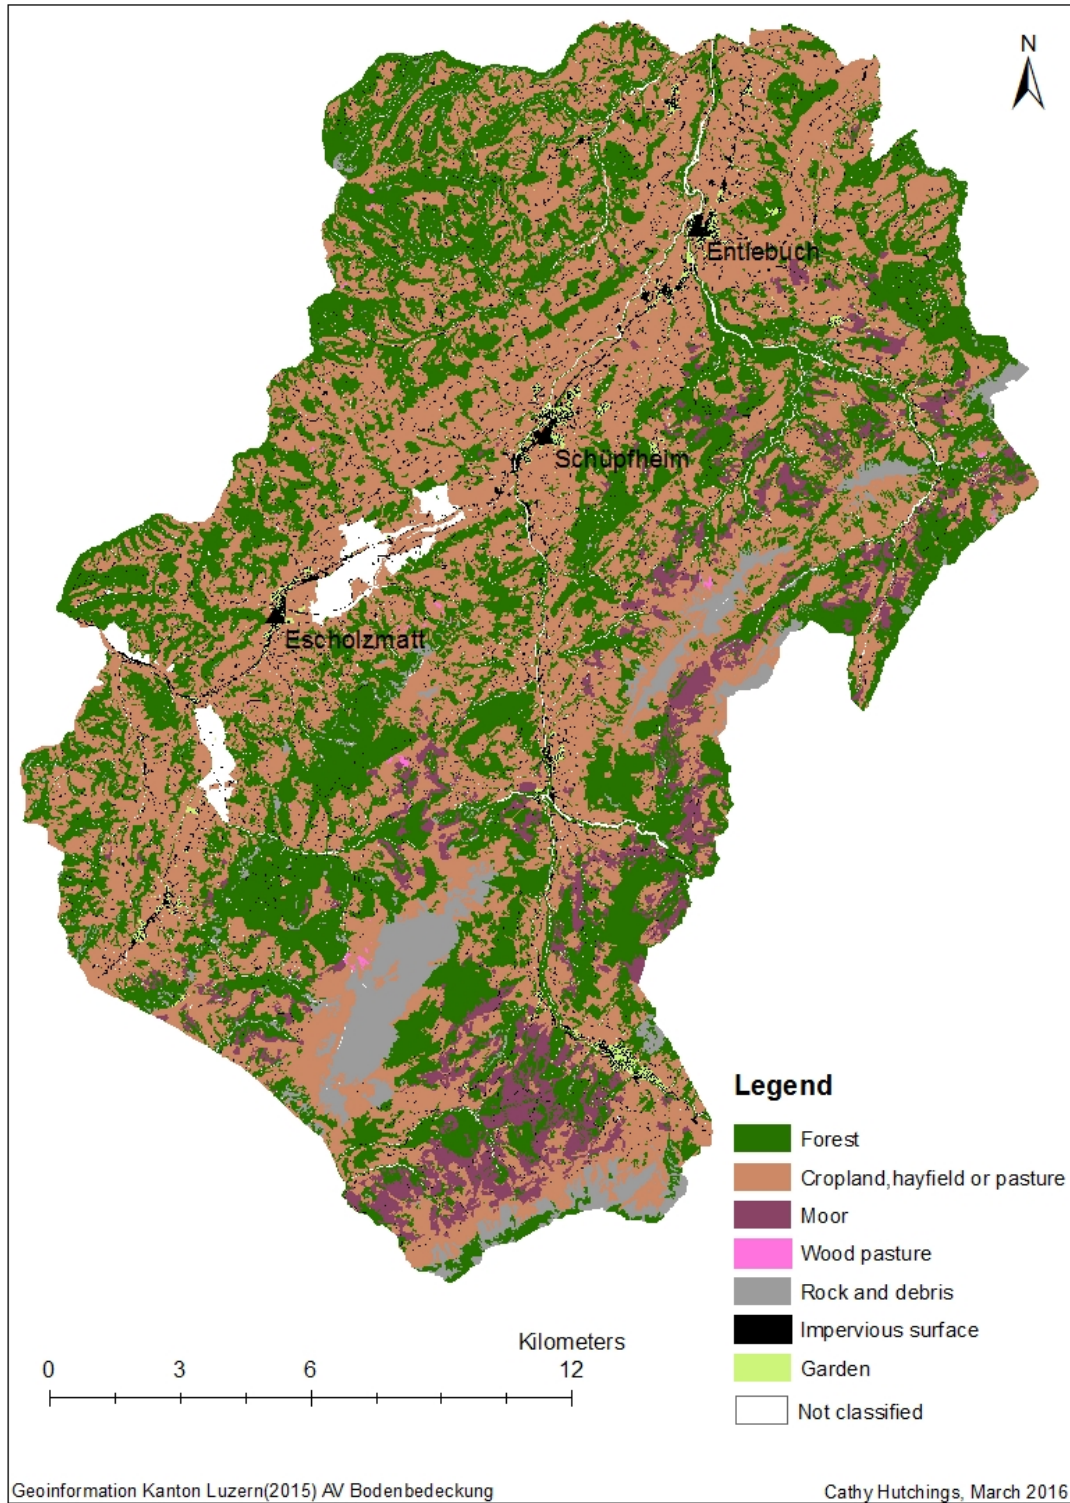 N
Entlebuch
Schüpfheim
Escholzmatt
Legend
Forest
Cropland,hayfield or pasture
Moor
Wood pasture
Rock and debris
Impervious surface
Garden
Not classified
Kilometers
0 3 6 12
Geoinformation Kanton Luzern(2015) AV Bodenbedeckung
Cathy Hutchings, March 2016